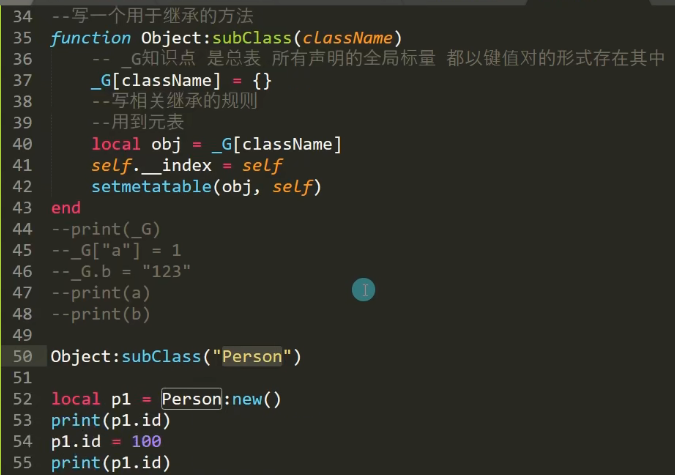 34 --写一个用于继承的方法
35 function Object:subClass(className)
36 -- _G知识点 是总表 所有声明的全局标量 都以键值对的形式存在其中
37 _G[className] = {}
38 --写相关继承的规则
39 --用到元表
40 local obj = _G[className]
41 self.__index = self
42 setmetatable(obj, self)
43 end
44 --print(_G)
45 --_G["a"] = 1
46 --_G.b = "123"
47 --print(a)
48 --print(b)
49
50 Object:subClass("Person")
51
52 local p1 = Person:new()
53 print(p1.id)
54 p1.id = 100
55 print(p1.id)